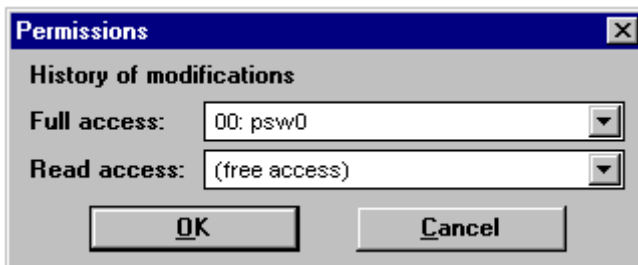 Permissions
History of modifications
Full access: 00: psw0
Read access: (free access)
OK Cancel